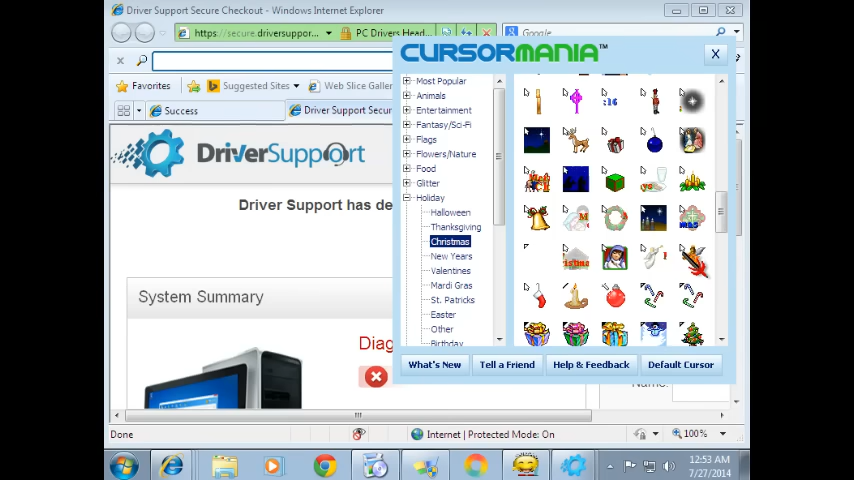 Driver Support Secure Checkout - Windows Internet Explorer
https://secure.driversuppor...
PC Drivers Head...
Google
CURSORMANIA™
X
Favorites
Suggested Sites
Web Slice Galler
Success
Driver Support Secur
DriverSupport
Driver Support has de
System Summary
Diag
Most Popular
Animals
Entertainment
Fantasy/Sci-Fi
Flags
Flowers/Nature
Food
Glitter
Holiday
Halloween
Thanksgiving
Christmas
New Years
Valentines
Mardi Gras
St. Patricks
Easter
Other
Birthday
:16
What's New
Tell a Friend
Help & Feedback
Default Cursor
Name:
Done
Internet | Protected Mode: On
100%
12:53 AM
7/27/2014